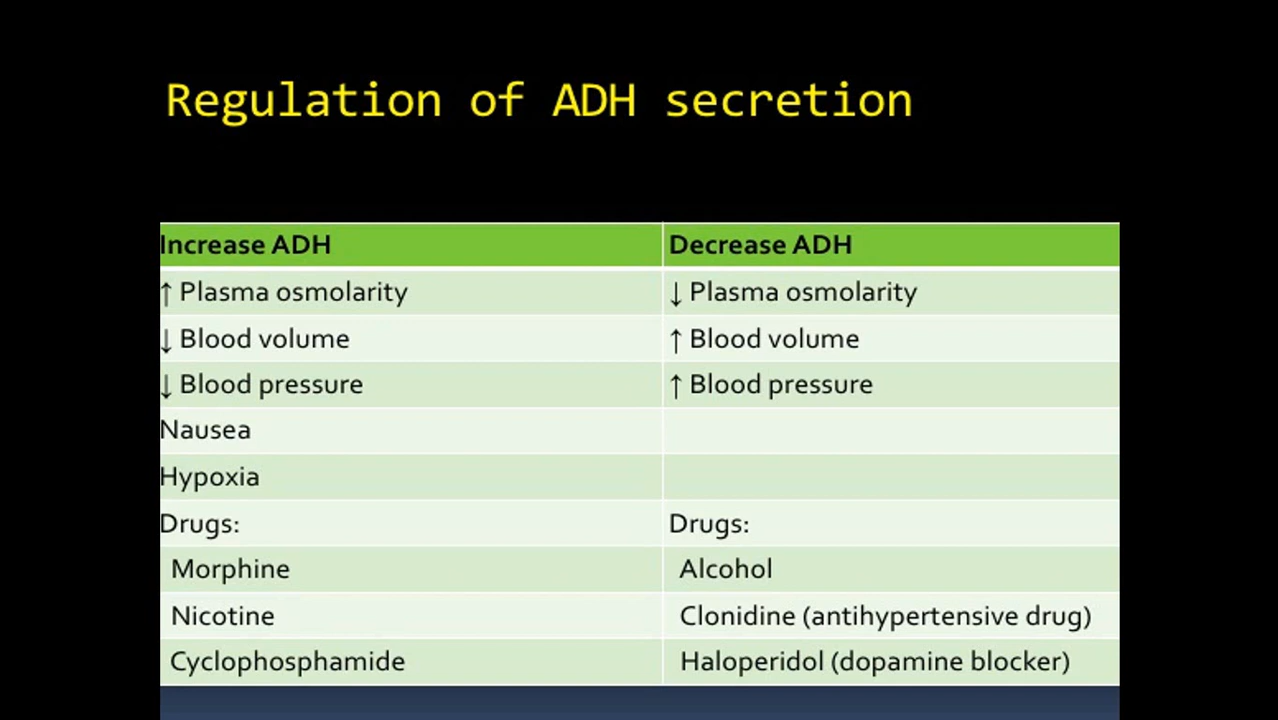 Regulation of ADH secretion
Increase ADH Decrease ADH
↑ Plasma osmolarity ↓ Plasma osmolarity
↓ Blood volume ↑ Blood volume
↓ Blood pressure ↑ Blood pressure
Nausea
Hypoxia
Drugs: Drugs:
Morphine Alcohol
Nicotine Clonidine (antihypertensive drug)
Cyclophosphamide Haloperidol (dopamine blocker)